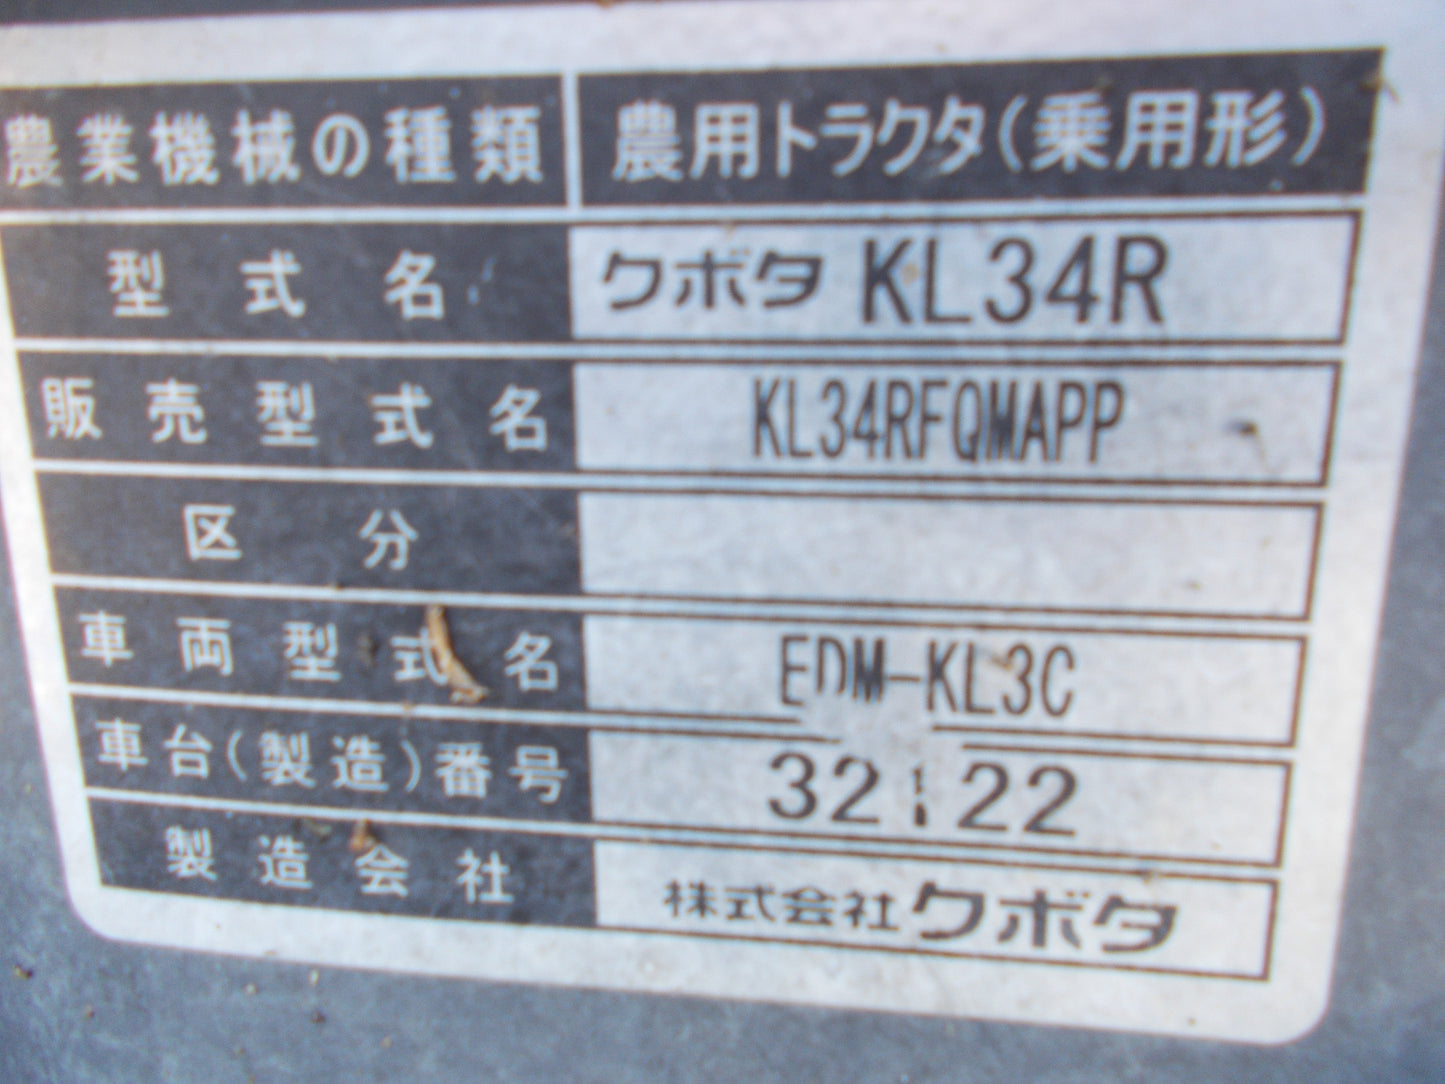 農業機械の種類 農用トラクタ(乗用形)
型式名 クボタ KL34R
販売型式名 KL34RFQMAPP
区分
車両型式名 EDM-KL3C
車台(製造)番号
製造会社 株式会社クボタ